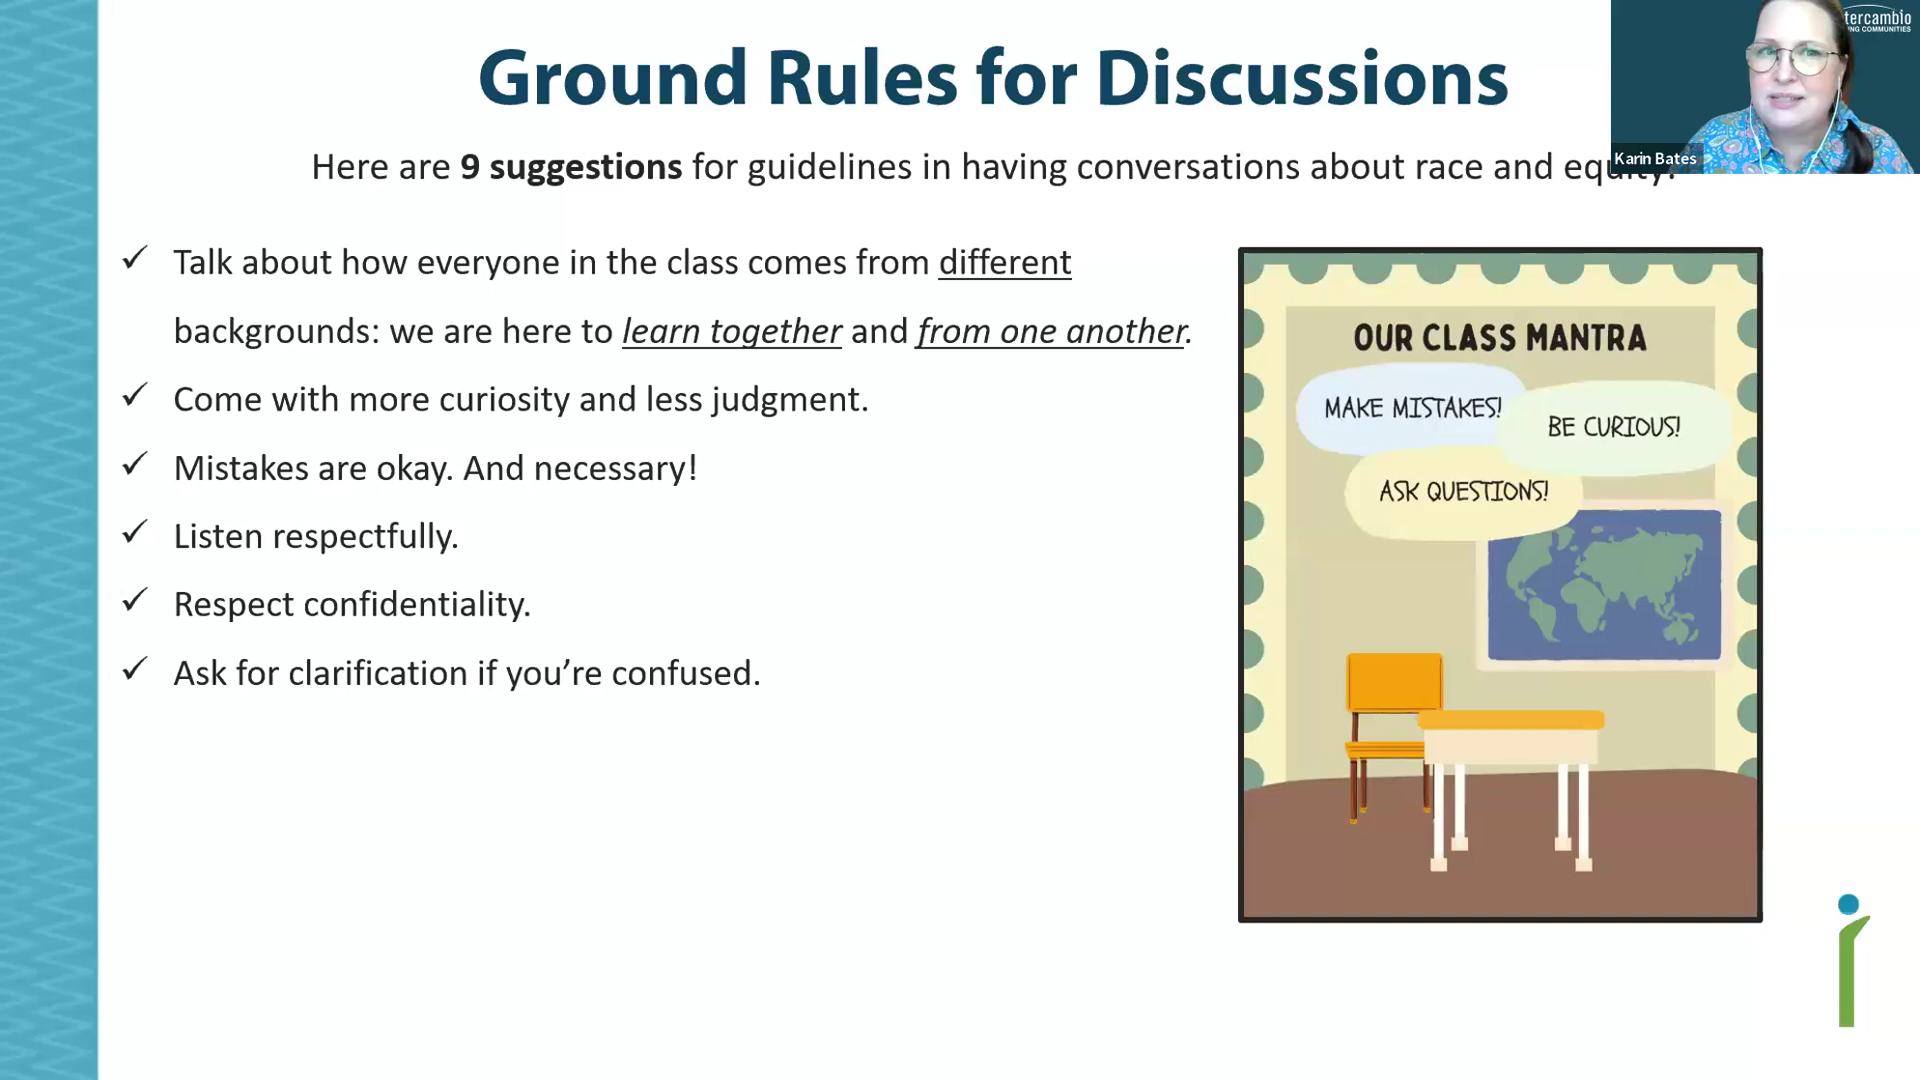 Ground Rules for Discussions
Here are 9 suggestions for guidelines in having conversations about race and equity.
tercambio
NG COMMUNITIES
Karin Bates
✓ Talk about how everyone in the class comes from different
backgrounds: we are here to learn together and from one another.
✓ Come with more curiosity and less judgment.
✓ Mistakes are okay. And necessary!
✓ Listen respectfully.
✓ Respect confidentiality.
✓ Ask for clarification if you’re confused.
OUR CLASS MANTRA
MAKE MISTAKES!
BE CURIOUS!
ASK QUESTIONS!